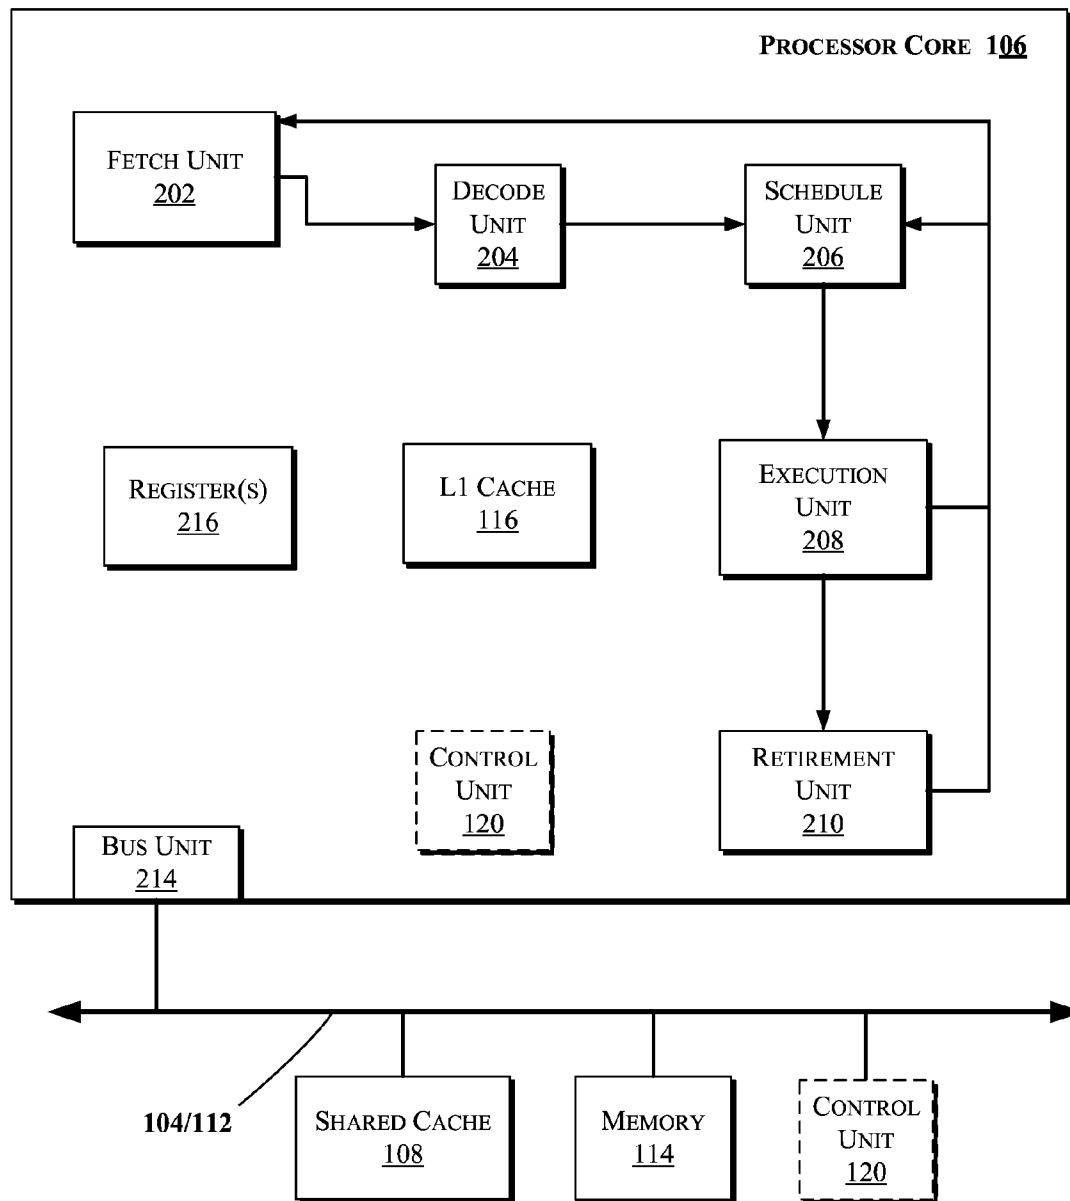 PROCESSOR CORE 106
FETCH UNIT
202
DECODE
UNIT
204
SCHEDULE
UNIT
206
REGISTER(S)
216
L1 CACHE
116
EXECUTION
UNIT
208
CONTROL
UNIT
120
RETIREMENT
UNIT
210
BUS UNIT
214
104/112
SHARED CACHE
108
MEMORY
114
CONTROL
UNIT
120